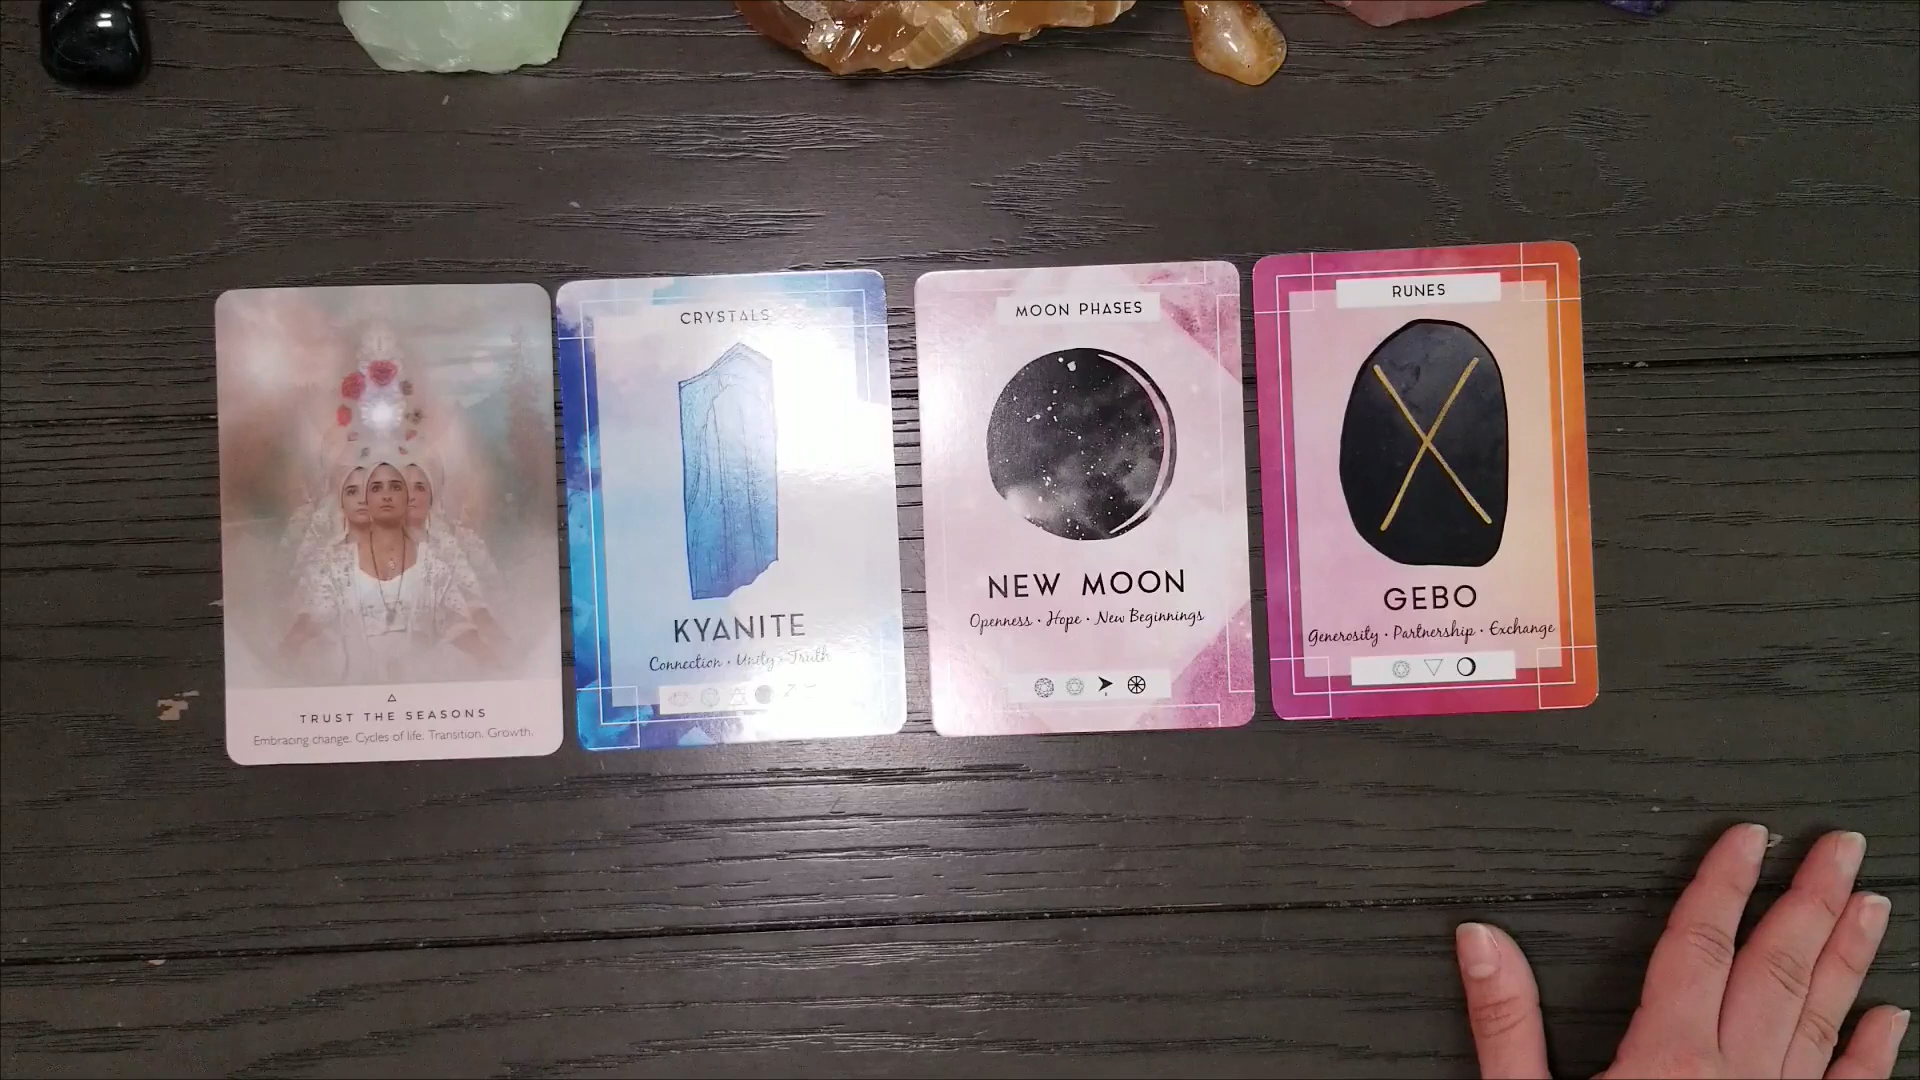 TRUST THE SEASONS
Embracing change. Cycles of life. Transition. Growth.
CRYSTALS
KYANITE
Connection • Unity • Truth
MOON PHASES
NEW MOON
Openness • Hope • New Beginnings
RUNES
GEBO
Generosity • Partnership • Exchange